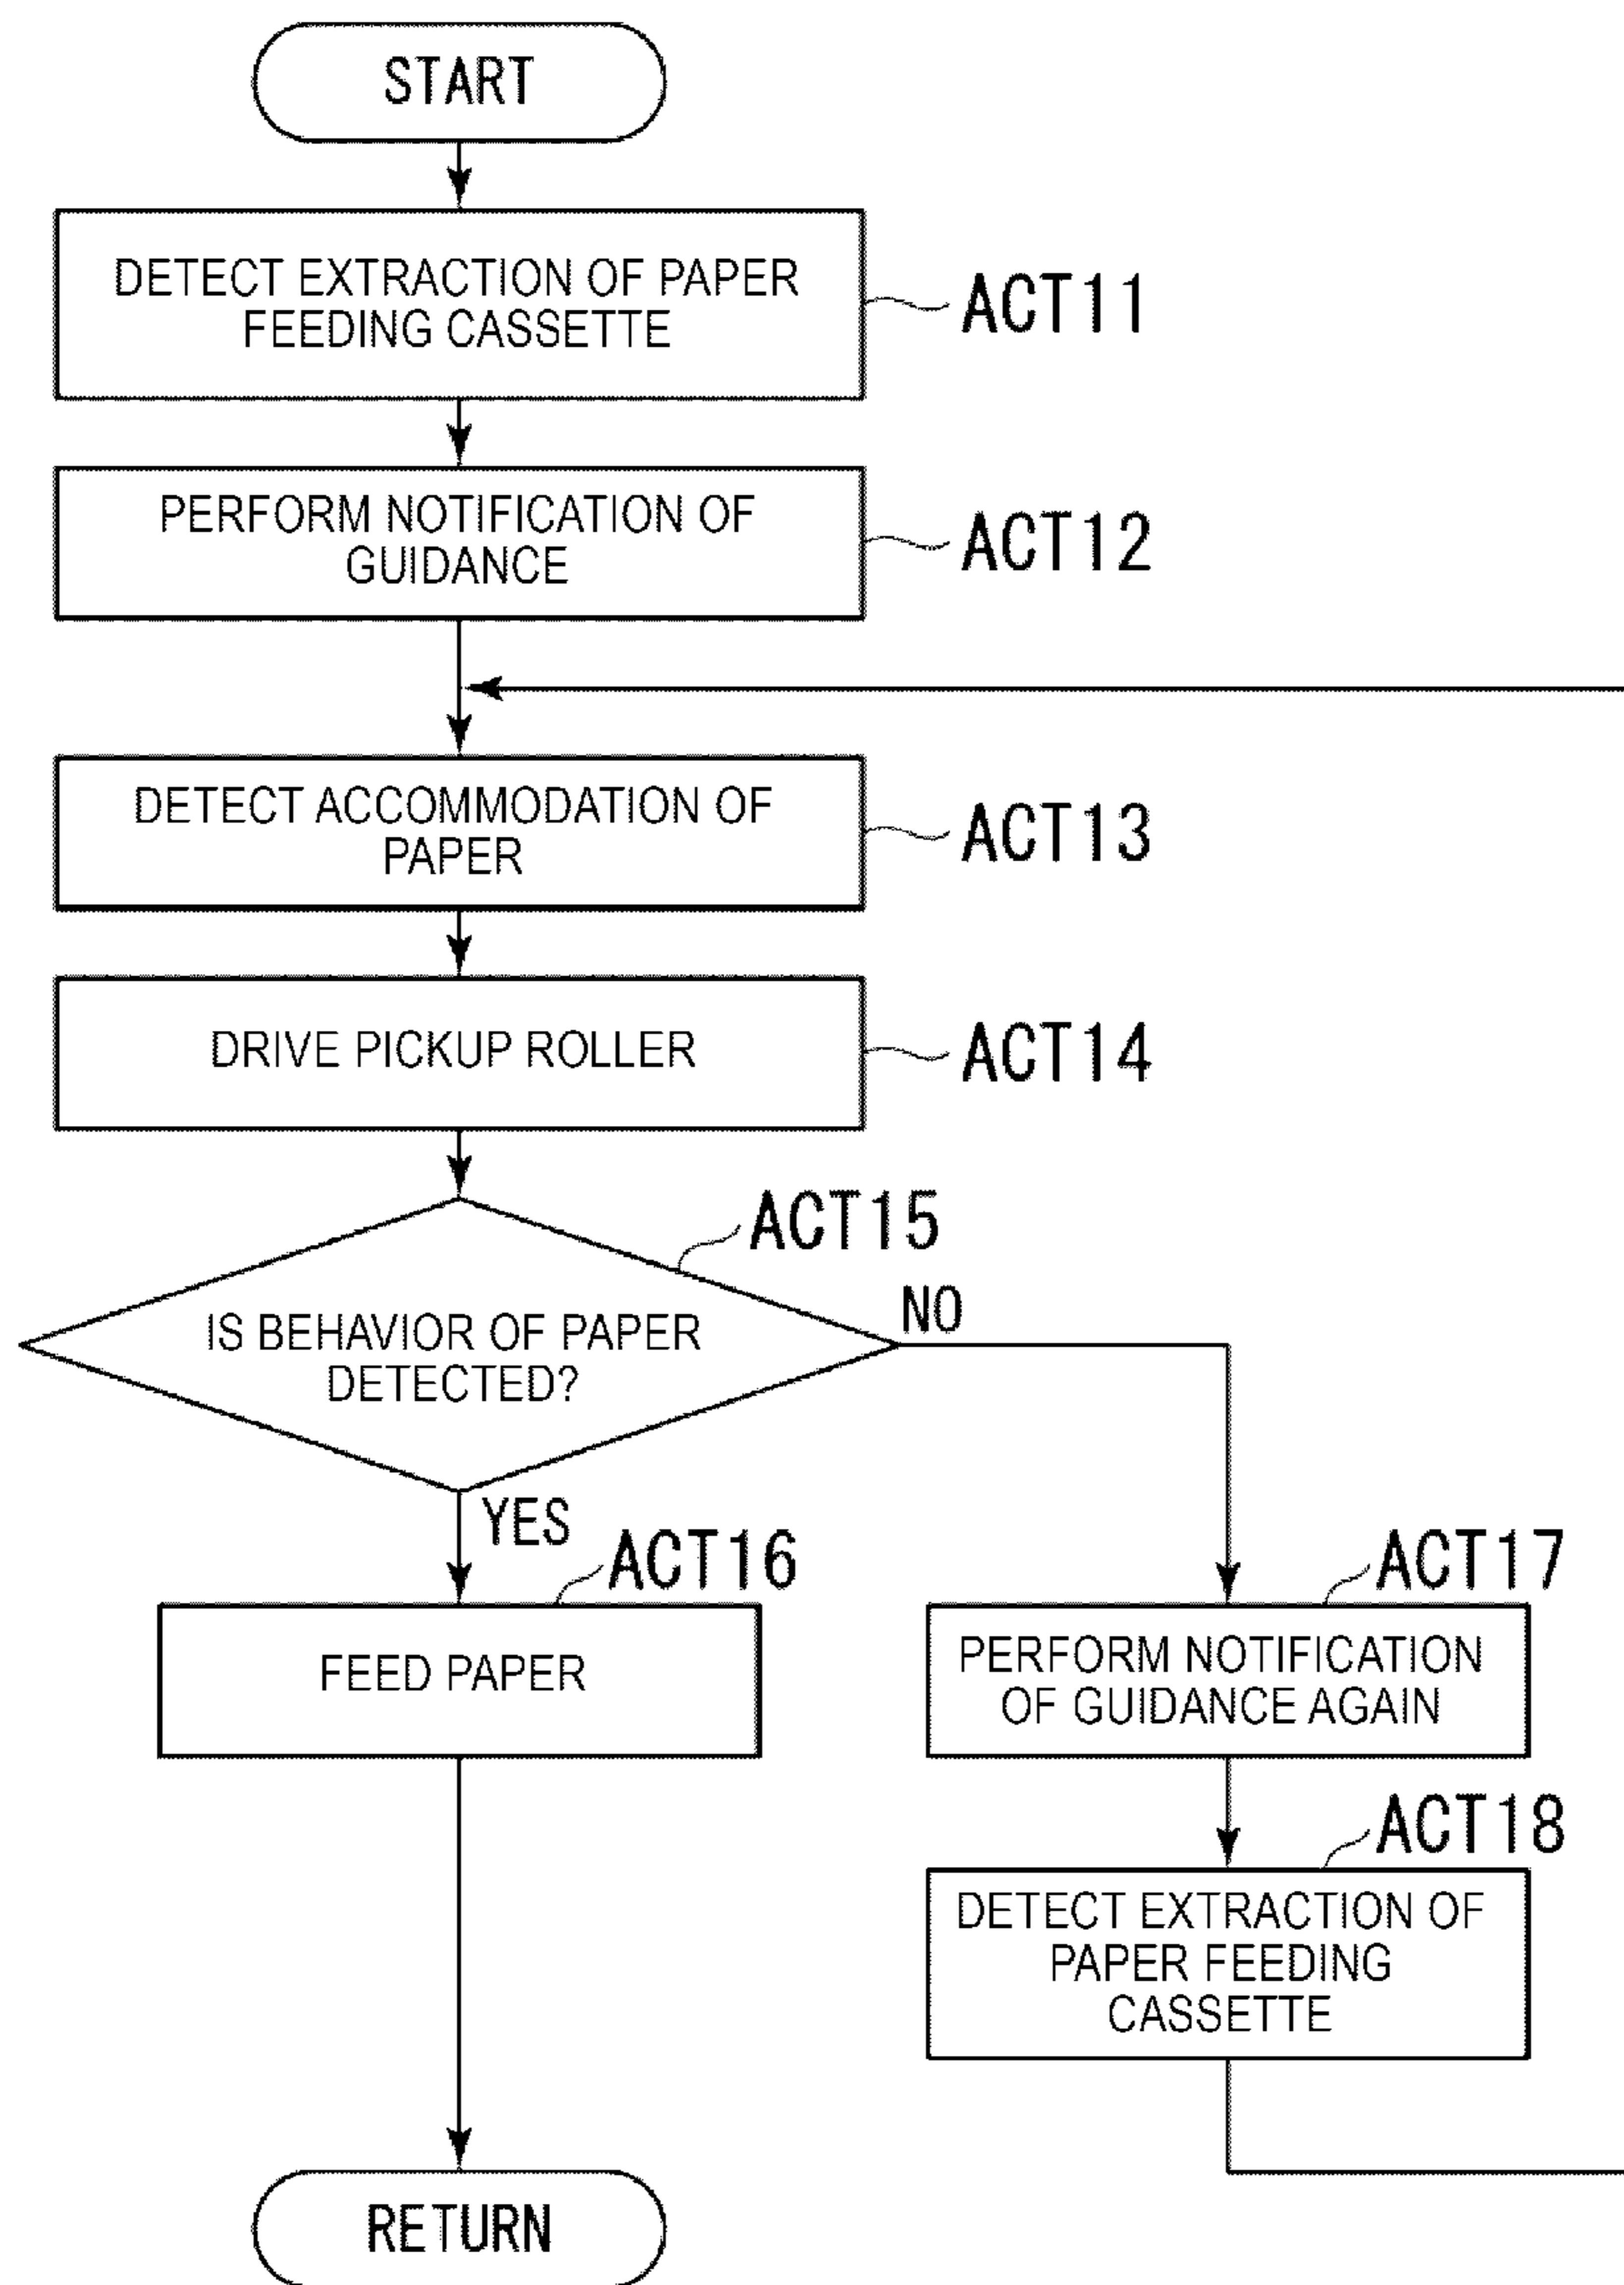 START
DETECT EXTRACTION OF PAPER
FEEDING CASSETTE
ACT11
PERFORM NOTIFICATION OF
GUIDANCE
ACT12
DETECT ACCOMMODATION OF
PAPER
ACT13
DRIVE PICKUP ROLLER
ACT14
ACT15
IS BEHAVIOR OF PAPER
DETECTED?
NO
YES
ACT16
FEED PAPER
ACT17
PERFORM NOTIFICATION
OF GUIDANCE AGAIN
ACT18
DETECT EXTRACTION OF
PAPER FEEDING
CASSETTE
RETURN